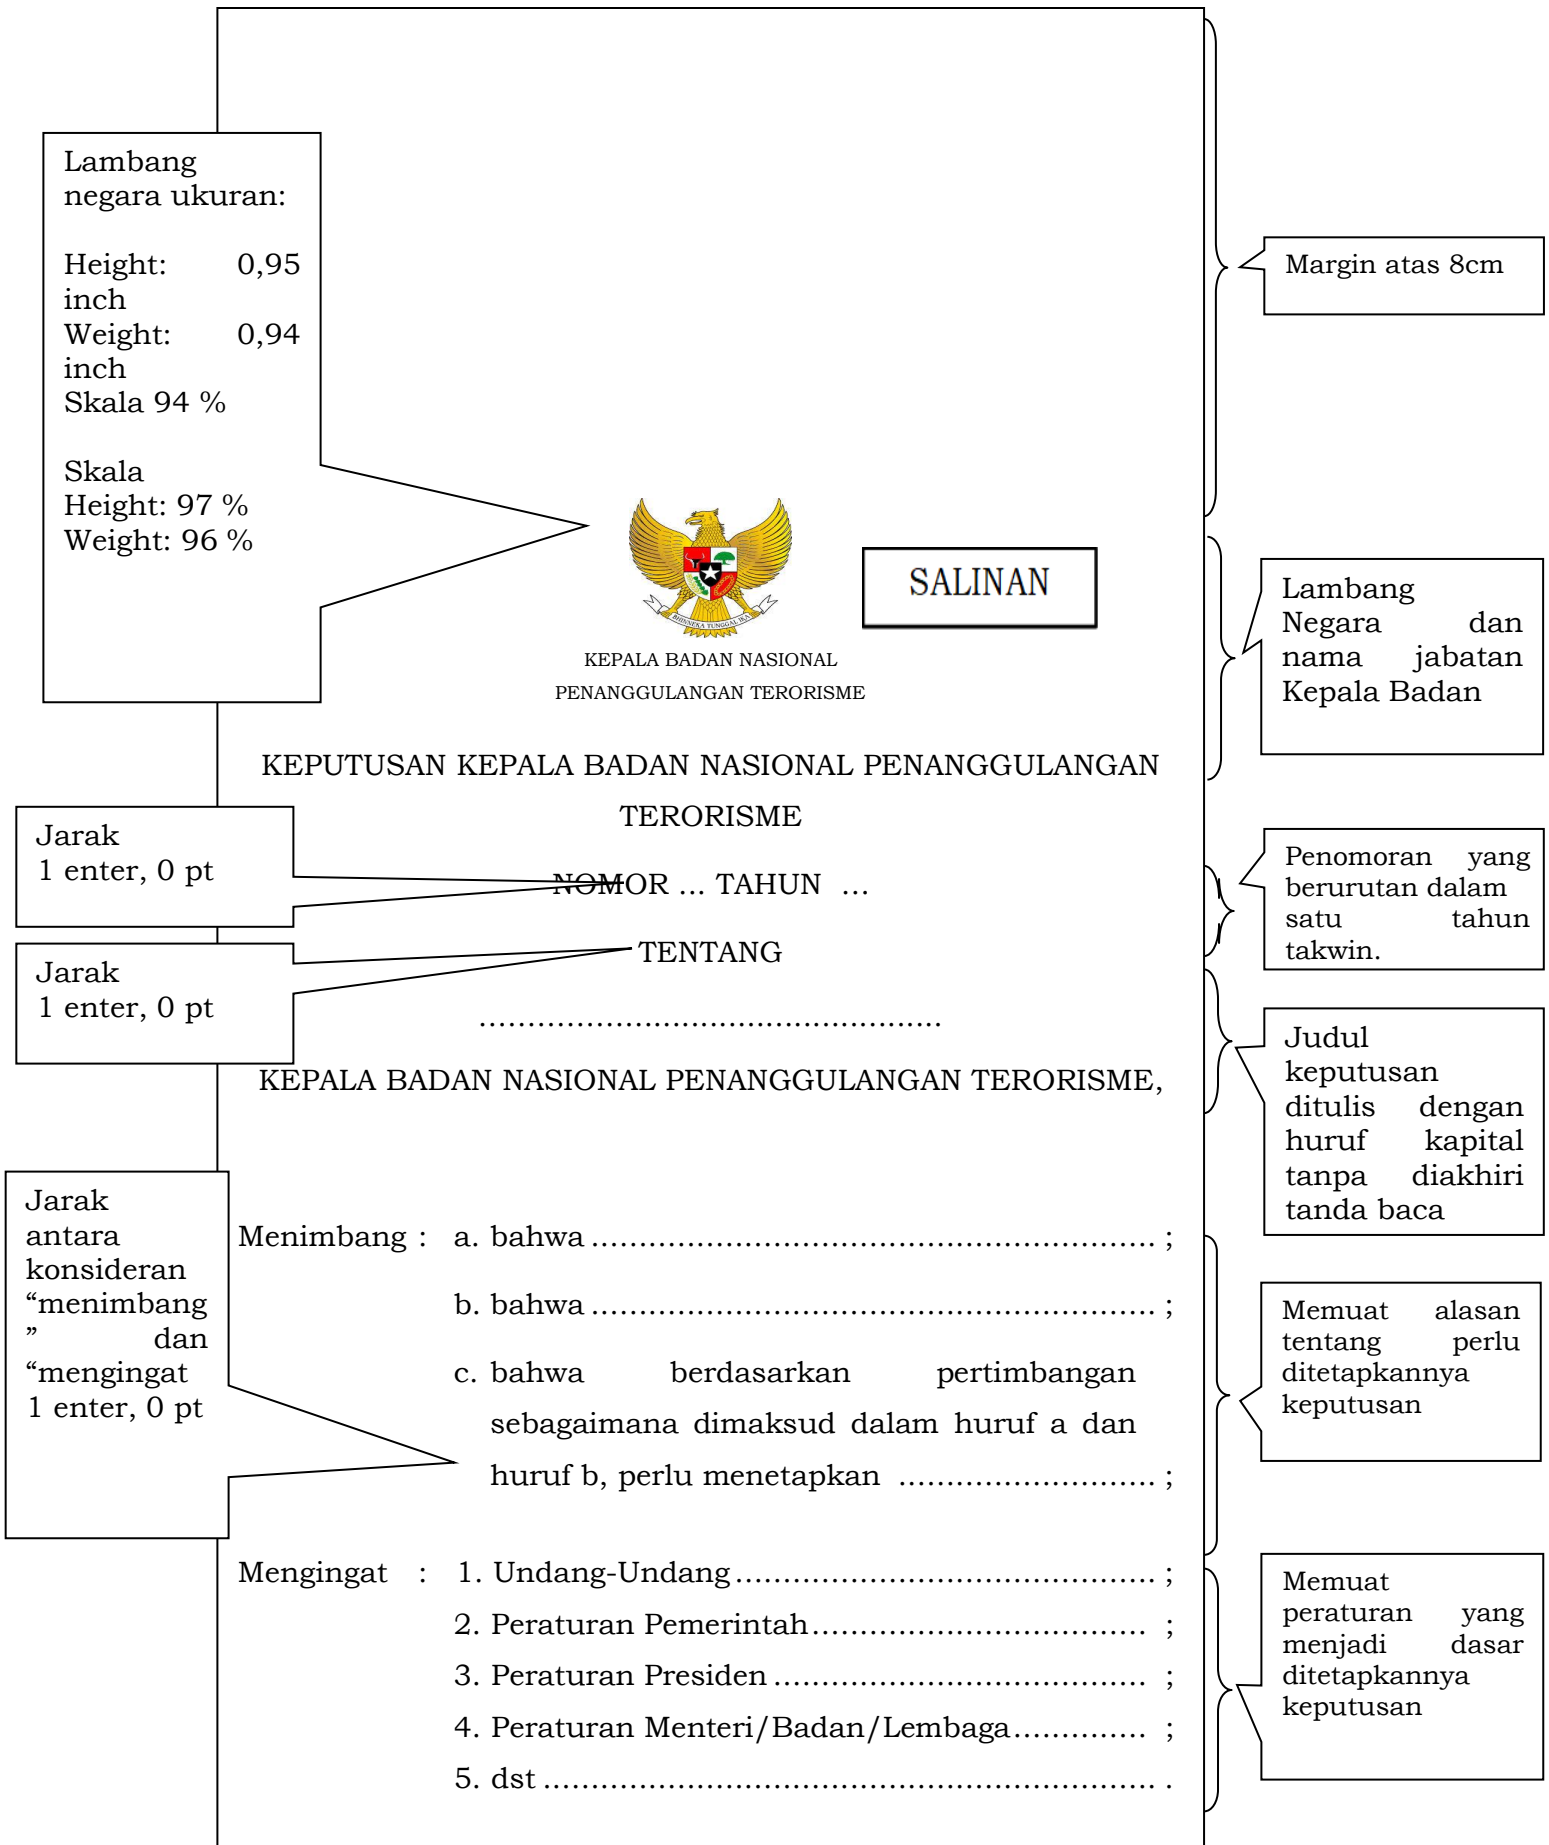 Lambang
negara ukuran:
Height: 0,95
inch
Weight: 0,94
inch
Skala 94 %
Skala
Height: 97 %
Weight: 96 %
Margin atas 8cm
BHINNEKA TUNGGAL IKA
SALINAN
KEPALA BADAN NASIONAL
PENANGGULANGAN TERORISME
Lambang
Negara dan
nama jabatan
Kepala Badan
KEPUTUSAN KEPALA BADAN NASIONAL PENANGGULANGAN
TERORISME
Jarak
1 enter, 0 pt
NOMOR ... TAHUN ...
Penomoran yang
berurutan dalam
satu tahun
takwin.
Jarak
1 enter, 0 pt
TENTANG
................................................
Judul
keputusan
ditulis dengan
huruf kapital
tanpa diakhiri
tanda baca
KEPALA BADAN NASIONAL PENANGGULANGAN TERORISME,
Jarak
antara
konsideran
“menimbang
” dan
“mengingat
1 enter, 0 pt
Menimbang : a. bahwa ........................................................... ;
b. bahwa ........................................................... ;
c. bahwa berdasarkan pertimbangan
sebagaimana dimaksud dalam huruf a dan
huruf b, perlu menetapkan ........................... ;
Memuat alasan
tentang perlu
ditetapkannya
keputusan
Mengingat : 1. Undang-Undang ............................................ ;
2. Peraturan Pemerintah ................................... ;
3. Peraturan Presiden ....................................... ;
4. Peraturan Menteri/Badan/Lembaga .............. ;
5. dst ................................................................ .
Memuat
peraturan yang
menjadi dasar
ditetapkannya
keputusan